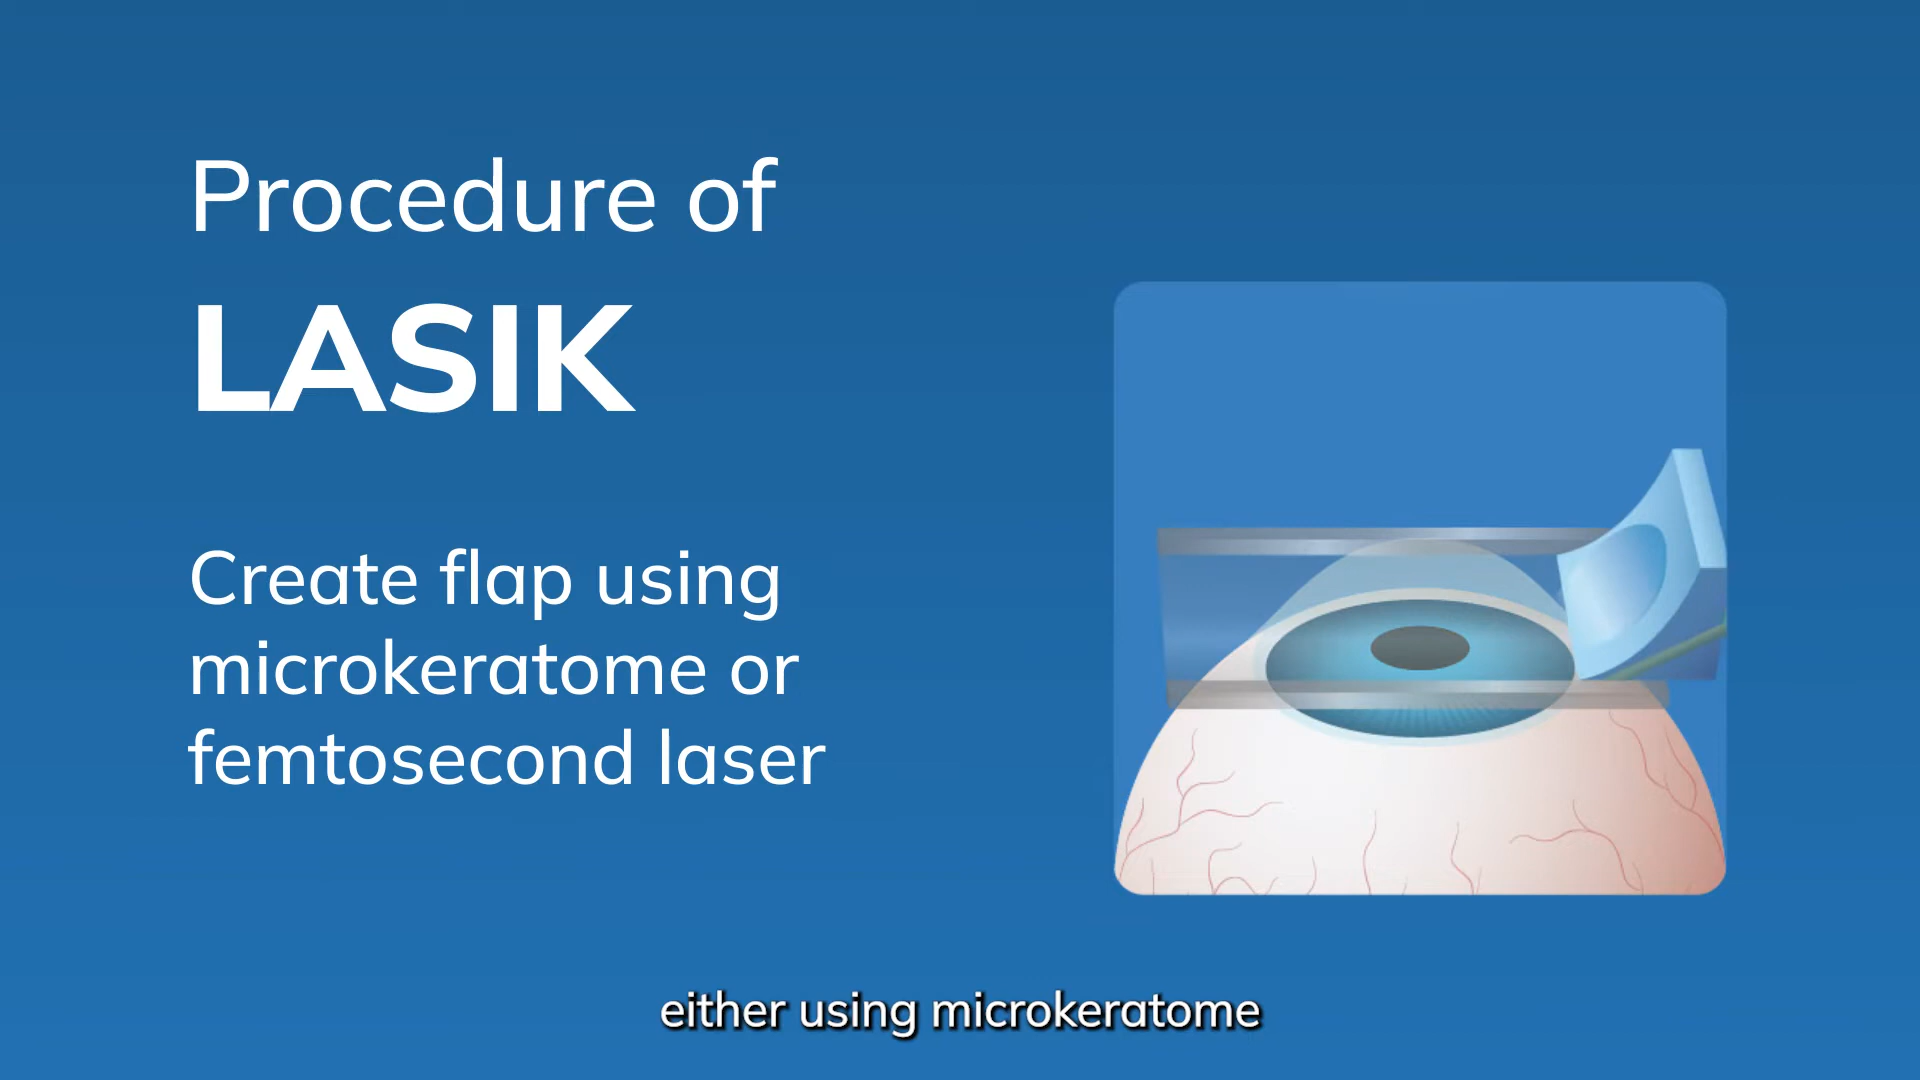 Procedure of
LASIK
Create flap using
microkeratome or
femtosecond laser
either using microkeratome